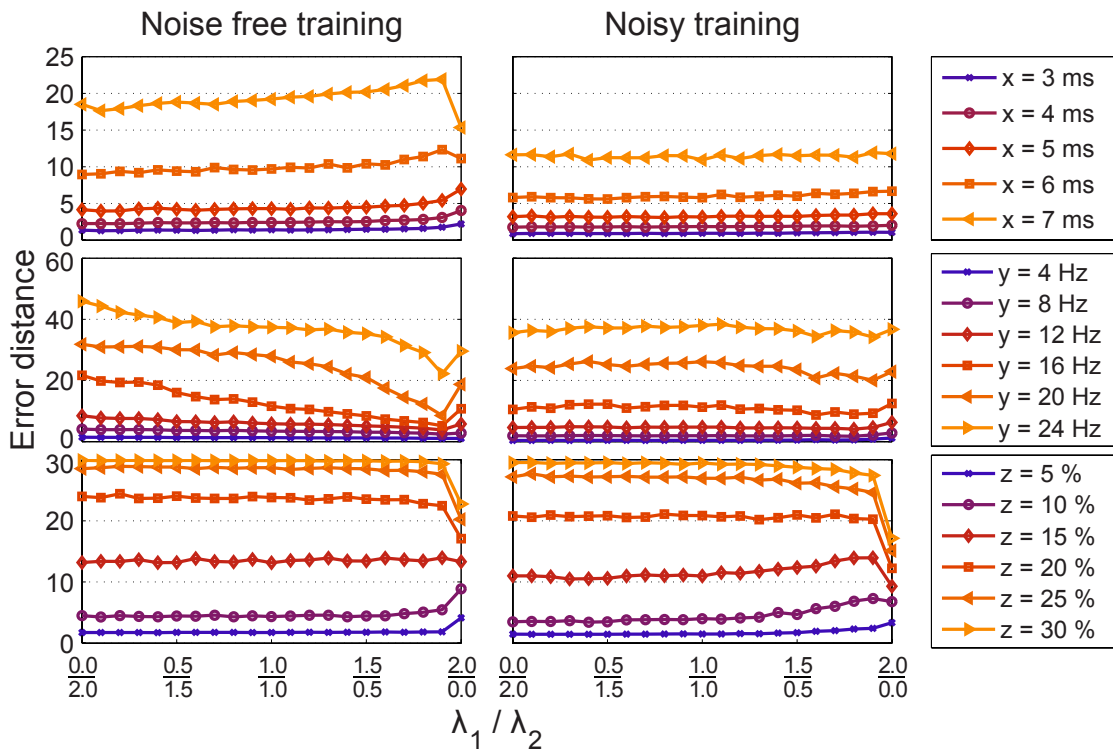 Noise free training
Noisy training
Error distance
25
20
15
10
5
0
x = 3 ms
x = 4 ms
x = 5 ms
x = 6 ms
x = 7 ms
60
40
20
0
y = 4 Hz
y = 8 Hz
y = 12 Hz
y = 16 Hz
y = 20 Hz
y = 24 Hz
30
20
10
0
z = 5 %
z = 10 %
z = 15 %
z = 20 %
z = 25 %
z = 30 %
0.0 0.5 1.0 1.5 2.0 0.0 0.5 1.0 1.5 2.0
2.0 1.5 1.0 0.5 0.0 2.0 1.5 1.0 0.5 0.0
λ1 / λ2